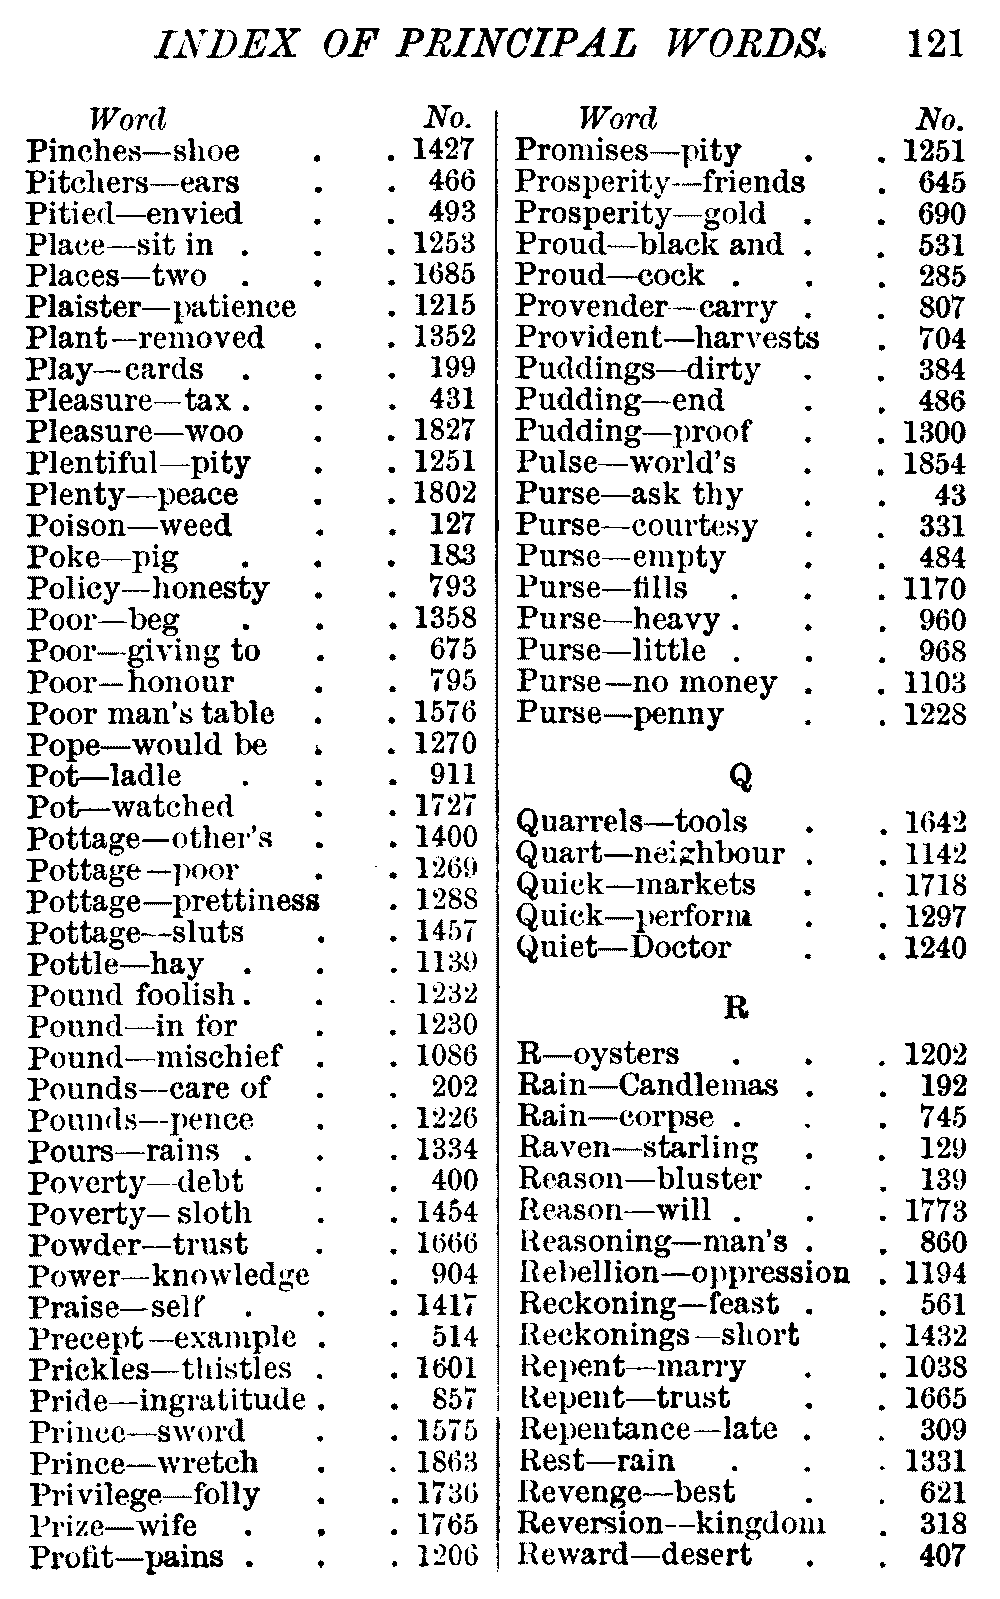 INDEX OF PRINCIPAL WORDS. 121
Word No.
Pinches—shoe . . 1427
Pitchers—ears . . 466
Pitied—envied . . 493
Place—sit in . . . 1253
Places—two . . . 1685
Plaister—patience . 1215
Plant—removed . . 1352
Play—cards . . . 199
Pleasure—tax . . . 431
Pleasure—woo . . 1827
Plentiful—pity . . 1251
Plenty—peace . . 1802
Poison—weed . . 127
Poke—pig . . . 183
Policy—honesty . . 793
Poor—beg . . . 1358
Poor—giving to . . 675
Poor—honour . . 795
Poor man's table . . 1576
Pope—would be . . 1270
Pot—ladle . . . 911
Pot—watched . . 1727
Pottage—other's . . 1400
Pottage—poor . . 1269
Pottage—prettiness . 1288
Pottage—sluts . . 1457
Pottle—hay . . . 1139
Pound foolish . . . 1232
Pound—in for . . 1230
Pound—mischief . . 1086
Pounds—care of . . 202
Pounds—pence . . 1226
Pours—rains . . . 1334
Poverty—debt . . 400
Poverty—sloth . . 1454
Powder—trust . . 1666
Power—knowledge . 904
Praise—self . . . 1417
Precept—example . . 514
Prickles—thistles . . 1601
Pride—ingratitude . . 857
Prince—sword . . 1575
Prince—wretch . . 1863
Privilege—folly . . 1736
Prize—wife . . . 1765
Profit—pains . . . 1206
Word No.
Promises—pity . . 1251
Prosperity—friends . 645
Prosperity—gold . . 690
Proud—black and . . 531
Proud—cock . . . 285
Provender—carry . . 807
Provident—harvests . 704
Puddings—dirty . . 384
Pudding—end . . 486
Pudding—proof . . 1300
Pulse—world's . . 1854
Purse—ask thy . . 43
Purse—courtesy . . 331
Purse—empty . . 484
Purse—fills . . . 1170
Purse—heavy . . . 960
Purse—little . . . 968
Purse—no money . . 1103
Purse—penny . . 1228
Q
Quarrels—tools . . 1642
Quart—neighbour . . 1142
Quick—markets . . 1718
Quick—perform . . 1297
Quiet—Doctor . . 1240
R
R—oysters . . . 1202
Rain—Candlemas . . 192
Rain—corpse . . . 745
Raven—starling . . 129
Reason—bluster . . 139
Reason—will . . . 1773
Reasoning—man's . . 860
Rebellion—oppression . 1194
Reckoning—feast . . 561
Reckonings—short . 1432
Repent—marry . . 1038
Repent—trust . . 1665
Repentance—late . . 309
Rest—rain . . . 1331
Revenge—best . . 621
Reversion—kingdom . 318
Reward—desert . . 407